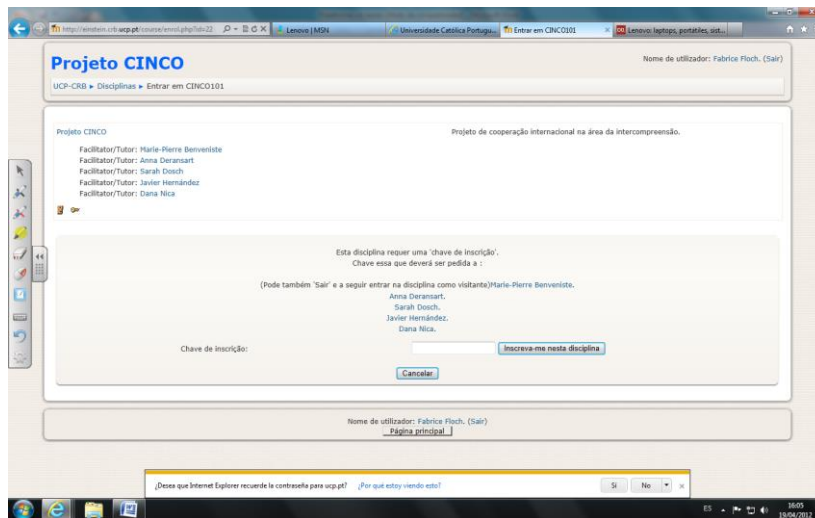 http://einstein.crb.ucp.pt/course/enrol.php?id=22
Lenovo | MSN
Universidade Católica Portugu...
Entrar em CINCO101
Lenovo: laptops, portátiles, sist...
Projeto CINCO
Nome de utilizador: Fabrice Floch. (Sair)
UCP-CRB ► Disciplinas ► Entrar em CINCO101
Projeto CINCO
Projeto de cooperação internacional na área da intercompreensão.
Facilitator/Tutor: Marie-Pierre Benveniste
Facilitator/Tutor: Anna Deransart
Facilitator/Tutor: Sarah Dosch
Facilitator/Tutor: Javier Hernández
Facilitator/Tutor: Dana Nica
Esta disciplina requer uma 'chave de inscrição'.
Chave essa que deverá ser pedida a :
(Pode também 'Sair' e a seguir entrar na disciplina como visitante)Marie-Pierre Benveniste.
Anna Deransart.
Sarah Dosch.
Javier Hernández.
Dana Nica.
Chave de inscrição:
Inscreva-me nesta disciplina
Cancelar
Nome de utilizador: Fabrice Floch. (Sair)
Página principal
¿Desea que Internet Explorer recuerde la contraseña para ucp.pt? ¿Por qué estoy viendo esto?
Sí
No
ES
16:05
19/04/2012